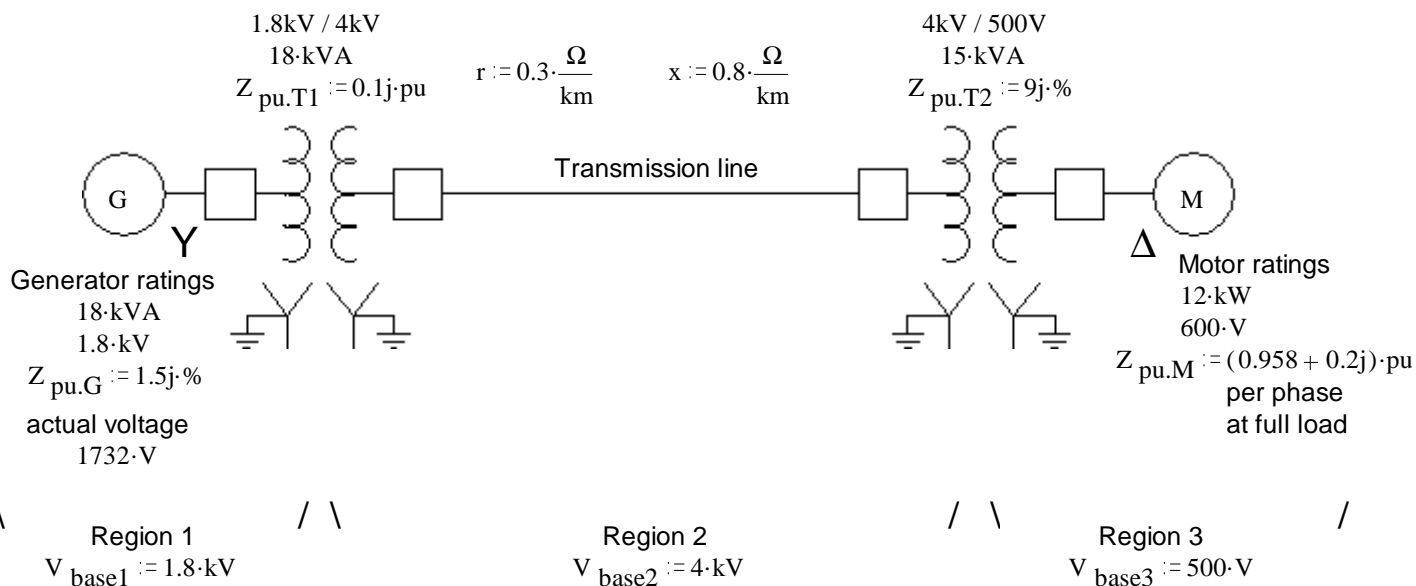 1.8kV / 4kV
18·kVA
Z pu.T1 := 0.1j·pu
r := 0.3·Ω/km
x := 0.8·Ω/km
4kV / 500V
15·kVA
Z pu.T2 := 9j·%
G
Transmission line
M
Y
Δ
Generator ratings
18·kVA
1.8·kV
Z pu.G := 1.5j·%
actual voltage
1732·V
Motor ratings
12·kW
600·V
Z pu.M := (0.958 + 0.2j)·pu
per phase
at full load
\ / \ / \ /
Region 1
V base1 := 1.8·kV
Region 2
V base2 := 4·kV
Region 3
V base3 := 500·V